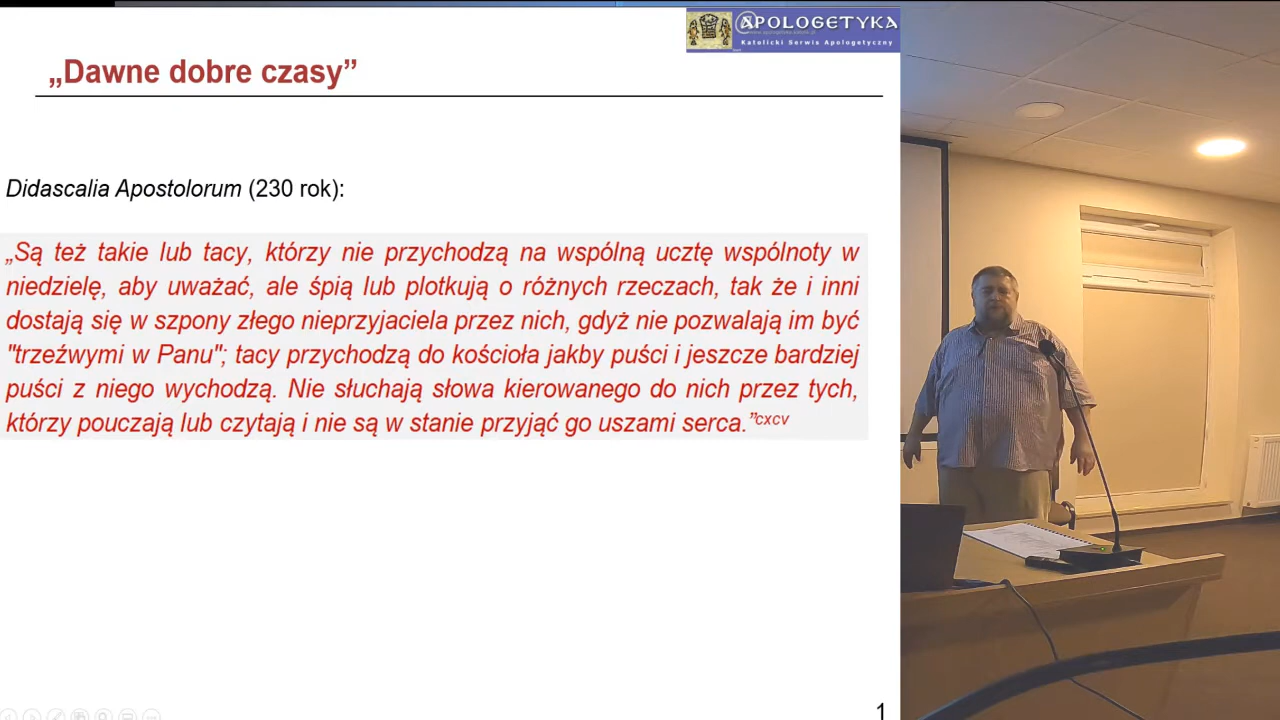 @APOLOGETYKA
Katolicki Serwis Apologetyczny
„Dawne dobre czasy”
Didascalia Apostolorum (230 rok):
„Są też takie lub tacy, którzy nie przychodzą na wspólną ucztę wspólnoty w
niedzielę, aby uważać, ale śpią lub plotkują o różnych rzeczach, tak że i inni
dostają się w szpony złego nieprzyjaciela przez nich, gdyż nie pozwalają im być
"trzeźwymi w Panu"; tacy przychodzą do kościoła jakby puści i jeszcze bardziej
puści z niego wychodzą. Nie słuchają słowa kierowanego do nich przez tych,
którzy pouczają lub czytają i nie są w stanie przyjąć go uszami serca.”cxcv
1